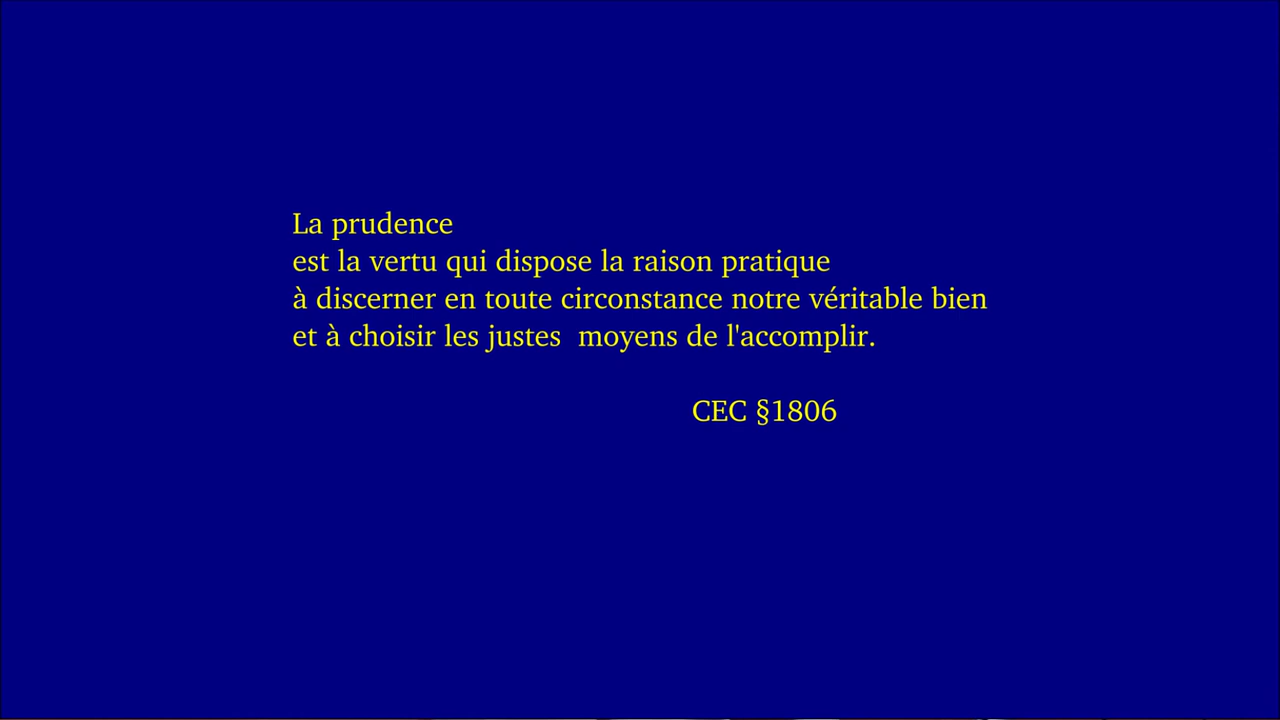 La prudence
est la vertu qui dispose la raison pratique
à discerner en toute circonstance notre véritable bien
et à choisir les justes  moyens de l'accomplir.
CEC §1806